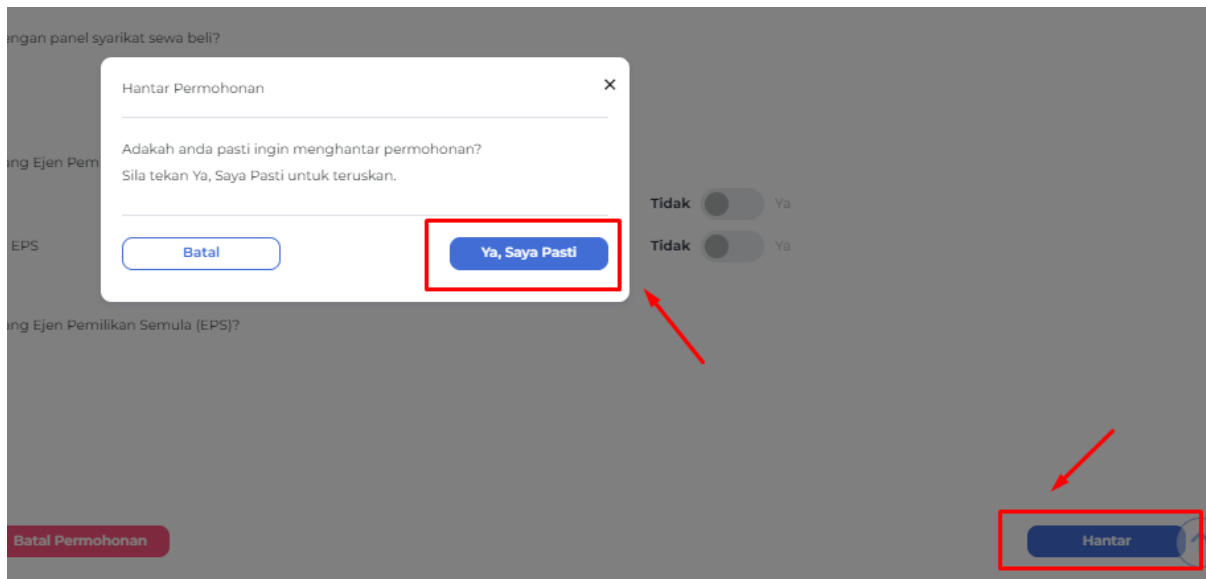 engan panel syarikat sewa beli?
Hantar Permohonan
Adakah anda pasti ingin menghantar permohonan?
Sila tekan Ya, Saya Pasti untuk teruskan.
ang Ejen Pem
Tidak Ya
Batal Ya, Saya Pasti
EPS Tidak Ya
ang Ejen Pemilikan Semula (EPS)?
Batal Permohonan Hantar